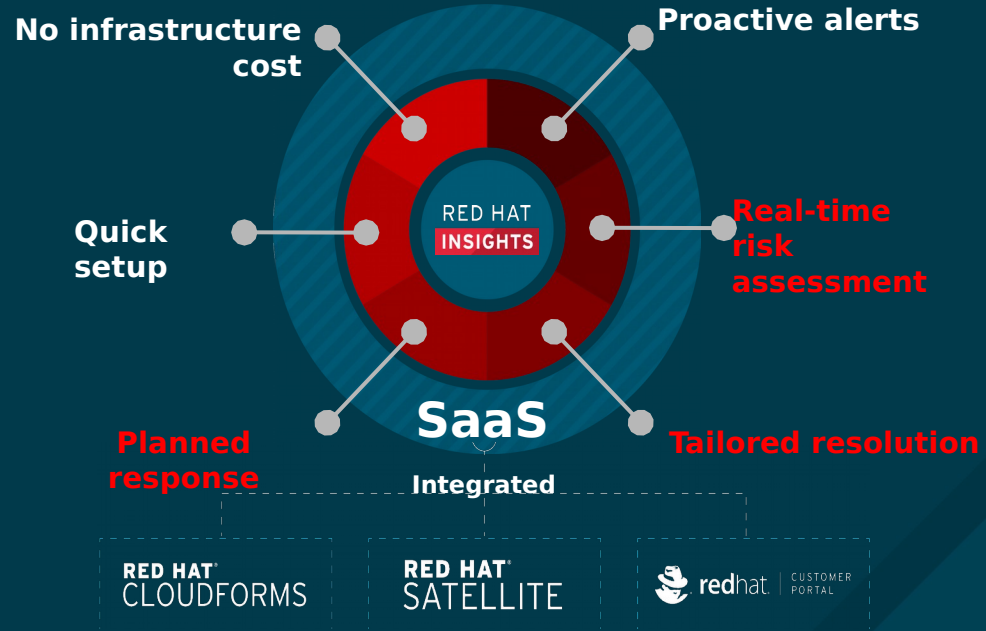 No infrastructure
cost
Proactive alerts
RED HAT
INSIGHTS
Quick
setup
Real-time
risk
assessment
Planned
response
Tailored resolution
SaaS
Integrated
RED HAT®
CLOUDFORMS
RED HAT®
SATELLITE
redhat.
CUSTOMER
PORTAL